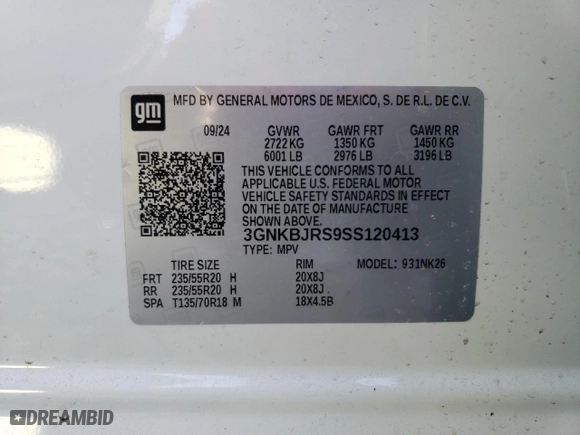 gm
MFD BY GENERAL MOTORS DE MEXICO, S. DE R.L. DE C.V.
09/24 GVWR GAWR FRT GAWR RR
2722 KG 1350 KG 1450 KG
6001 LB 2976 LB 3196 LB
THIS VEHICLE CONFORMS TO ALL
APPLICABLE U.S. FEDERAL MOTOR
VEHICLE SAFETY STANDARDS IN EFFECT
ON THE DATE OF MANUFACTURE
SHOWN ABOVE.
3GNKBJRS9SS120413
TYPE: MPV
TIRE SIZE RIM MODEL: 931NK26
FRT 235/55R20 H 20X8J
RR 235/55R20 H 20X8J
SPA T135/70R18 M 18X4.5B
DREAMBID